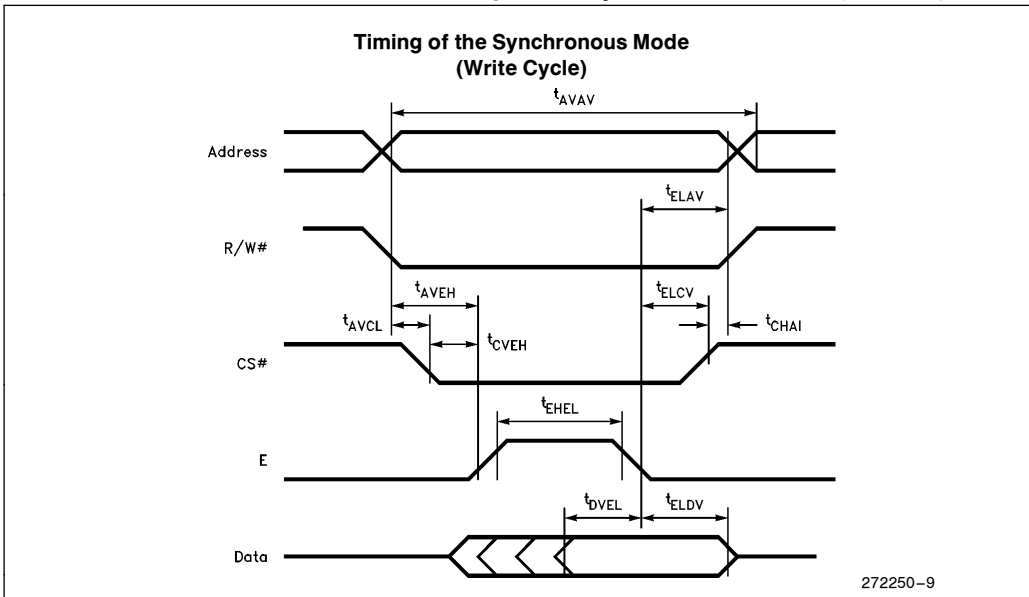 Timing of the Synchronous Mode
(Write Cycle)
tAVAV
Address
tELAV
R/W#
tAVEH
tELCV
tAVCL
tCVEH
tCHAI
CS#
tEHEL
E
tDVEL
tELDV
Data
272250–9